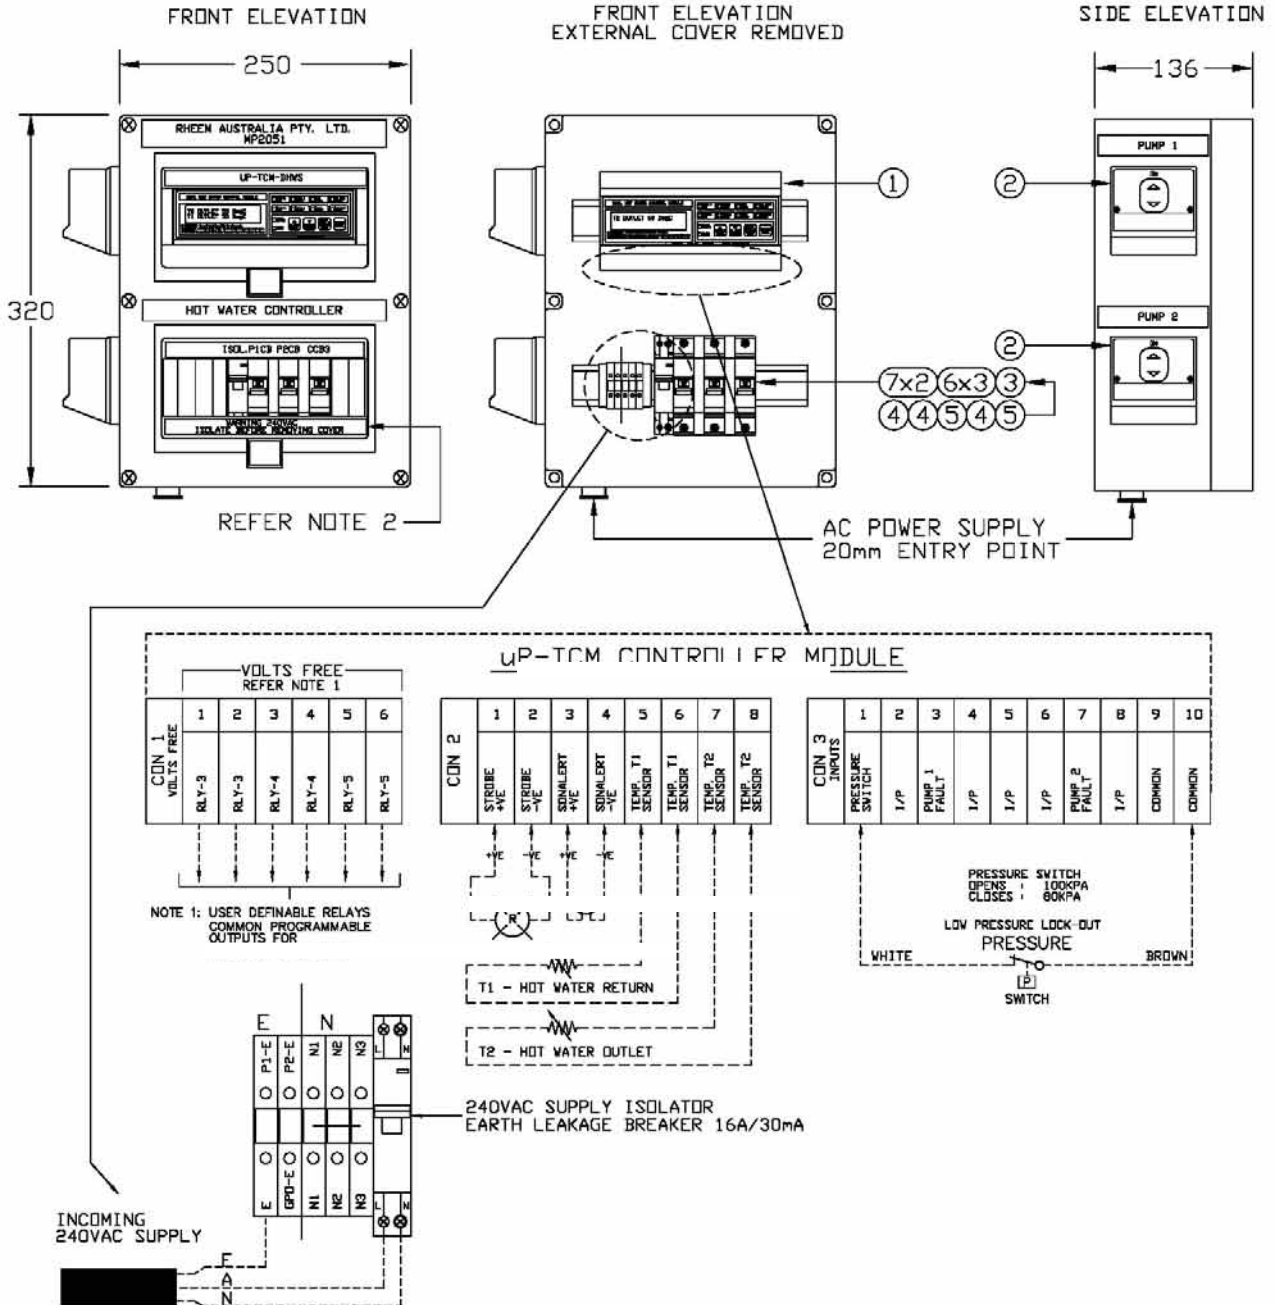 FRONT ELEVATION
FRONT ELEVATION
EXTERNAL COVER REMOVED
SIDE ELEVATION
250
136
320
RHEEM AUSTRALIA PTY. LTD.
MP2051
UP-TCM-DHWS
HOT WATER CONTROLLER
ISOL.P1CB P2CB CCB3
WARNING 240VAC
ISOLATE BEFORE REMOVING COVER
REFER NOTE 2
1
2
PUMP 1
2
PUMP 2
7x2 6x3 3
4 4 5 4 5
AC POWER SUPPLY
20mm ENTRY POINT
uP-TCM CONTROLLER MODULE
VOLTS FREE
REFER NOTE 1
CON 1
VOLTS FREE
1 2 3 4 5 6
RLY-3 RLY-3 RLY-4 RLY-4 RLY-5 RLY-5
CON 2
1 2 3 4 5 6 7 8
STROBE +VE
STROBE -VE
SONALERT +VE
SONALERT -VE
TEMP. T1 SENSOR
TEMP. T1 SENSOR
TEMP. T2 SENSOR
TEMP. T2 SENSOR
CON 3
INPUTS
1 2 3 4 5 6 7 8 9 10
PRESSURE SWITCH
I/P
PUMP 1 FAULT
I/P
I/P
I/P
PUMP 2 FAULT
I/P
COMMON
COMMON
+VE -VE +VE -VE
R
NOTE 1: USER DEFINABLE RELAYS
COMMON PROGRAMMABLE
OUTPUTS FOR
PRESSURE SWITCH
OPENS : 100KPA
CLOSES : 80KPA
LOW PRESSURE LOCK-OUT
PRESSURE
WHITE
BROWN
P
SWITCH
T1 - HOT WATER RETURN
T2 - HOT WATER OUTLET
E N
P1-E P2-E N1 N2 N3 L N
E GPO-E N1 N2 N3 L N
240VAC SUPPLY ISOLATOR
EARTH LEAKAGE BREAKER 16A/30mA
INCOMING
240VAC SUPPLY
E
A
N